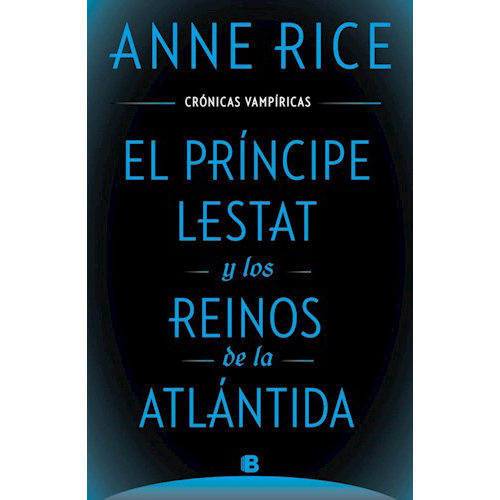 ANNE RICE
CRÓNICAS VAMPÍRICAS
EL PRÍNCIPE
LESTAT
y los
REINOS
de la
ATLÁNTIDA
B